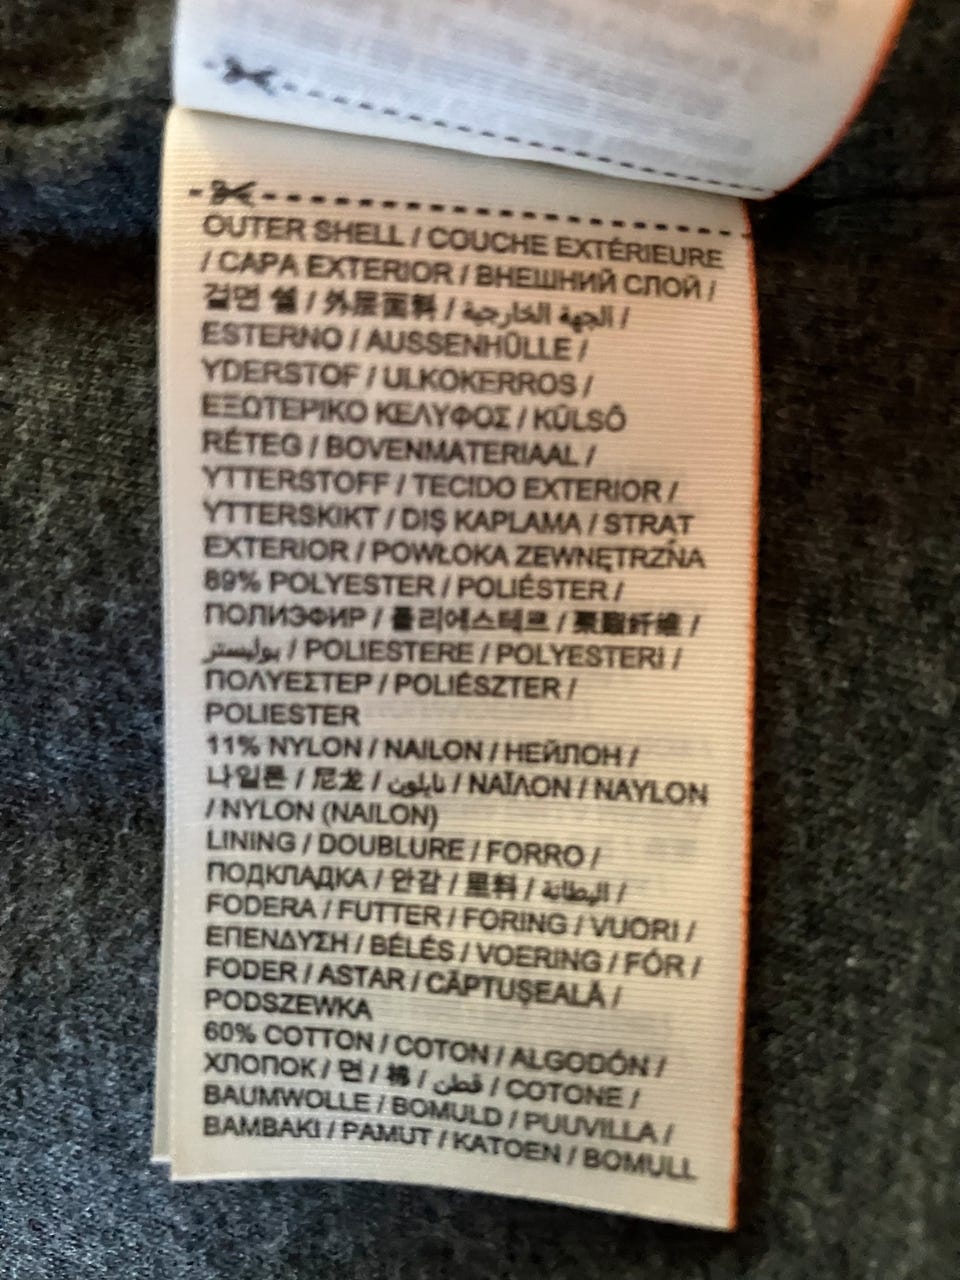 OUTER SHELL / COUCHE EXTÉRIEURE
/ CAPA EXTERIOR / ВНЕШНИЙ СЛОЙ /
겉면 셸 / 外层面料 / الجهة الخارجية /
ESTERNO / AUSSENHÜLLE /
YDERSTOF / ULKOKERROS /
ΕΞΩΤΕΡΙΚΟ ΚΕΛΥΦΟΣ / KÜLSŐ
RÉTEG / BOVENMATERIAAL /
YTTERSTOFF / TECIDO EXTERIOR /
YTTERSKIKT / DIŞ KAPLAMA / STRAT
EXTERIOR / POWŁOKA ZEWNĘTRZNA
89% POLYESTER / POLIÉSTER /
ПОЛИЭФИР / 폴리에스테르 / 聚酯纤维 /
بوليستر / POLIESTERE / POLYESTERI /
ΠΟΛΥΕΣΤΕΡ / POLIÉSZTER /
POLIESTER
11% NYLON / NAILON / НЕЙЛОН /
나일론 / 尼龙 / نايلون / ΝΑΪΛΟΝ / NAYLON
/ NYLON (NAILON)
LINING / DOUBLURE / FORRO /
ПОДКЛАДКА / 안감 / 里料 / البطانة /
FODERA / FUTTER / FORING / VUORI /
ΕΠΕΝΔΥΣΗ / BÉLÉS / VOERING / FÓR /
FODER / ASTAR / CĂPTUŞEALĂ /
PODSZEWKA
60% COTTON / COTON / ALGODÓN /
ХЛОПОК / 면 / 棉 / قطن / COTONE /
BAUMWOLLE / BOMULD / PUUVILLA /
BAMBAKI / PAMUT / KATOEN / BOMULL